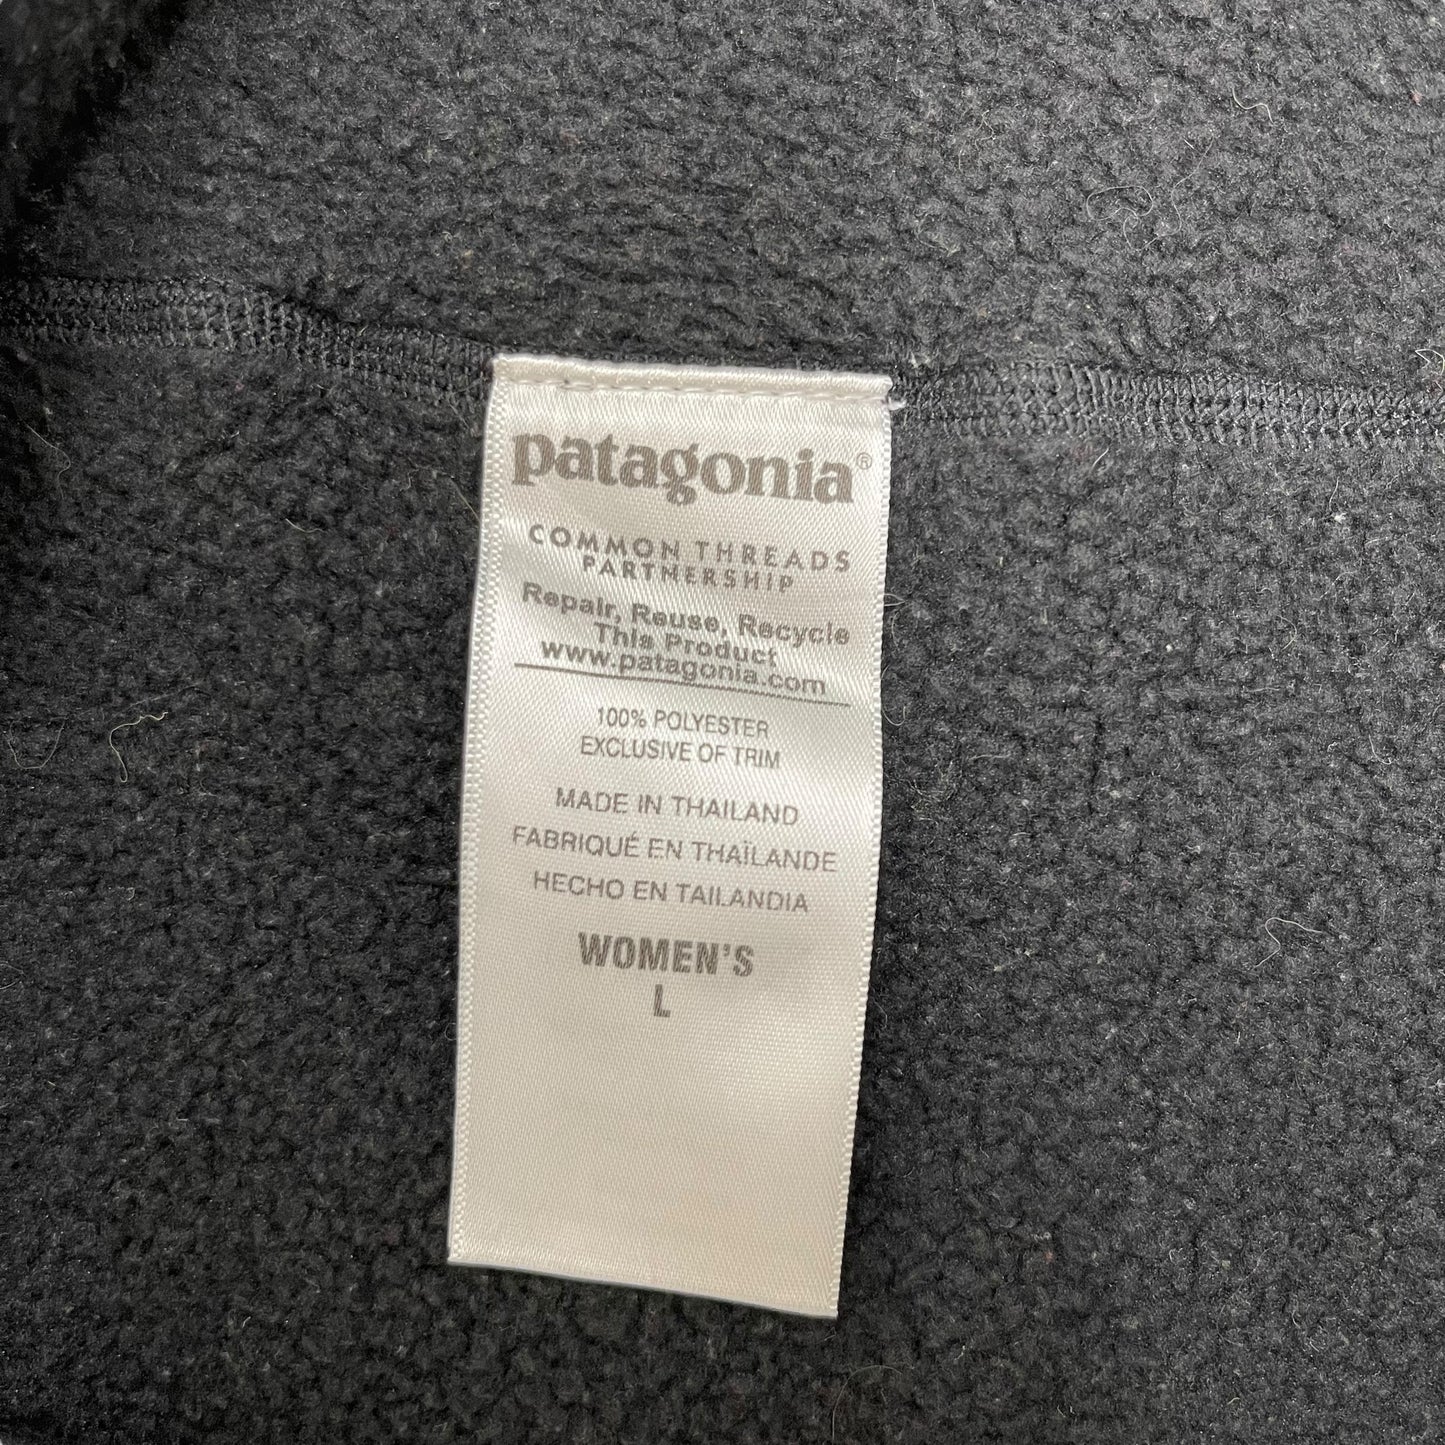 patagonia®
COMMON THREADS
PARTNERSHIP
Repair, Reuse, Recycle
This Product
www.patagonia.com
100% POLYESTER
EXCLUSIVE OF TRIM
MADE IN THAILAND
FABRIQUÉ EN THAÏLANDE
HECHO EN TAILANDIA
WOMEN'S
L